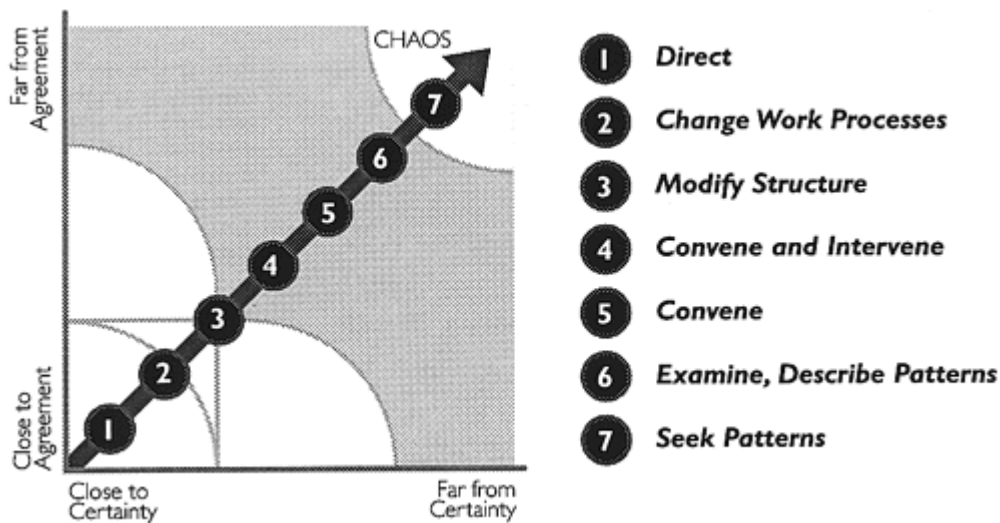 Far from
Agreement
Close to
Agreement
CHAOS
7
6
5
4
3
2
1
Close to
Certainty
Far from
Certainty
1 Direct
2 Change Work Processes
3 Modify Structure
4 Convene and Intervene
5 Convene
6 Examine, Describe Patterns
7 Seek Patterns